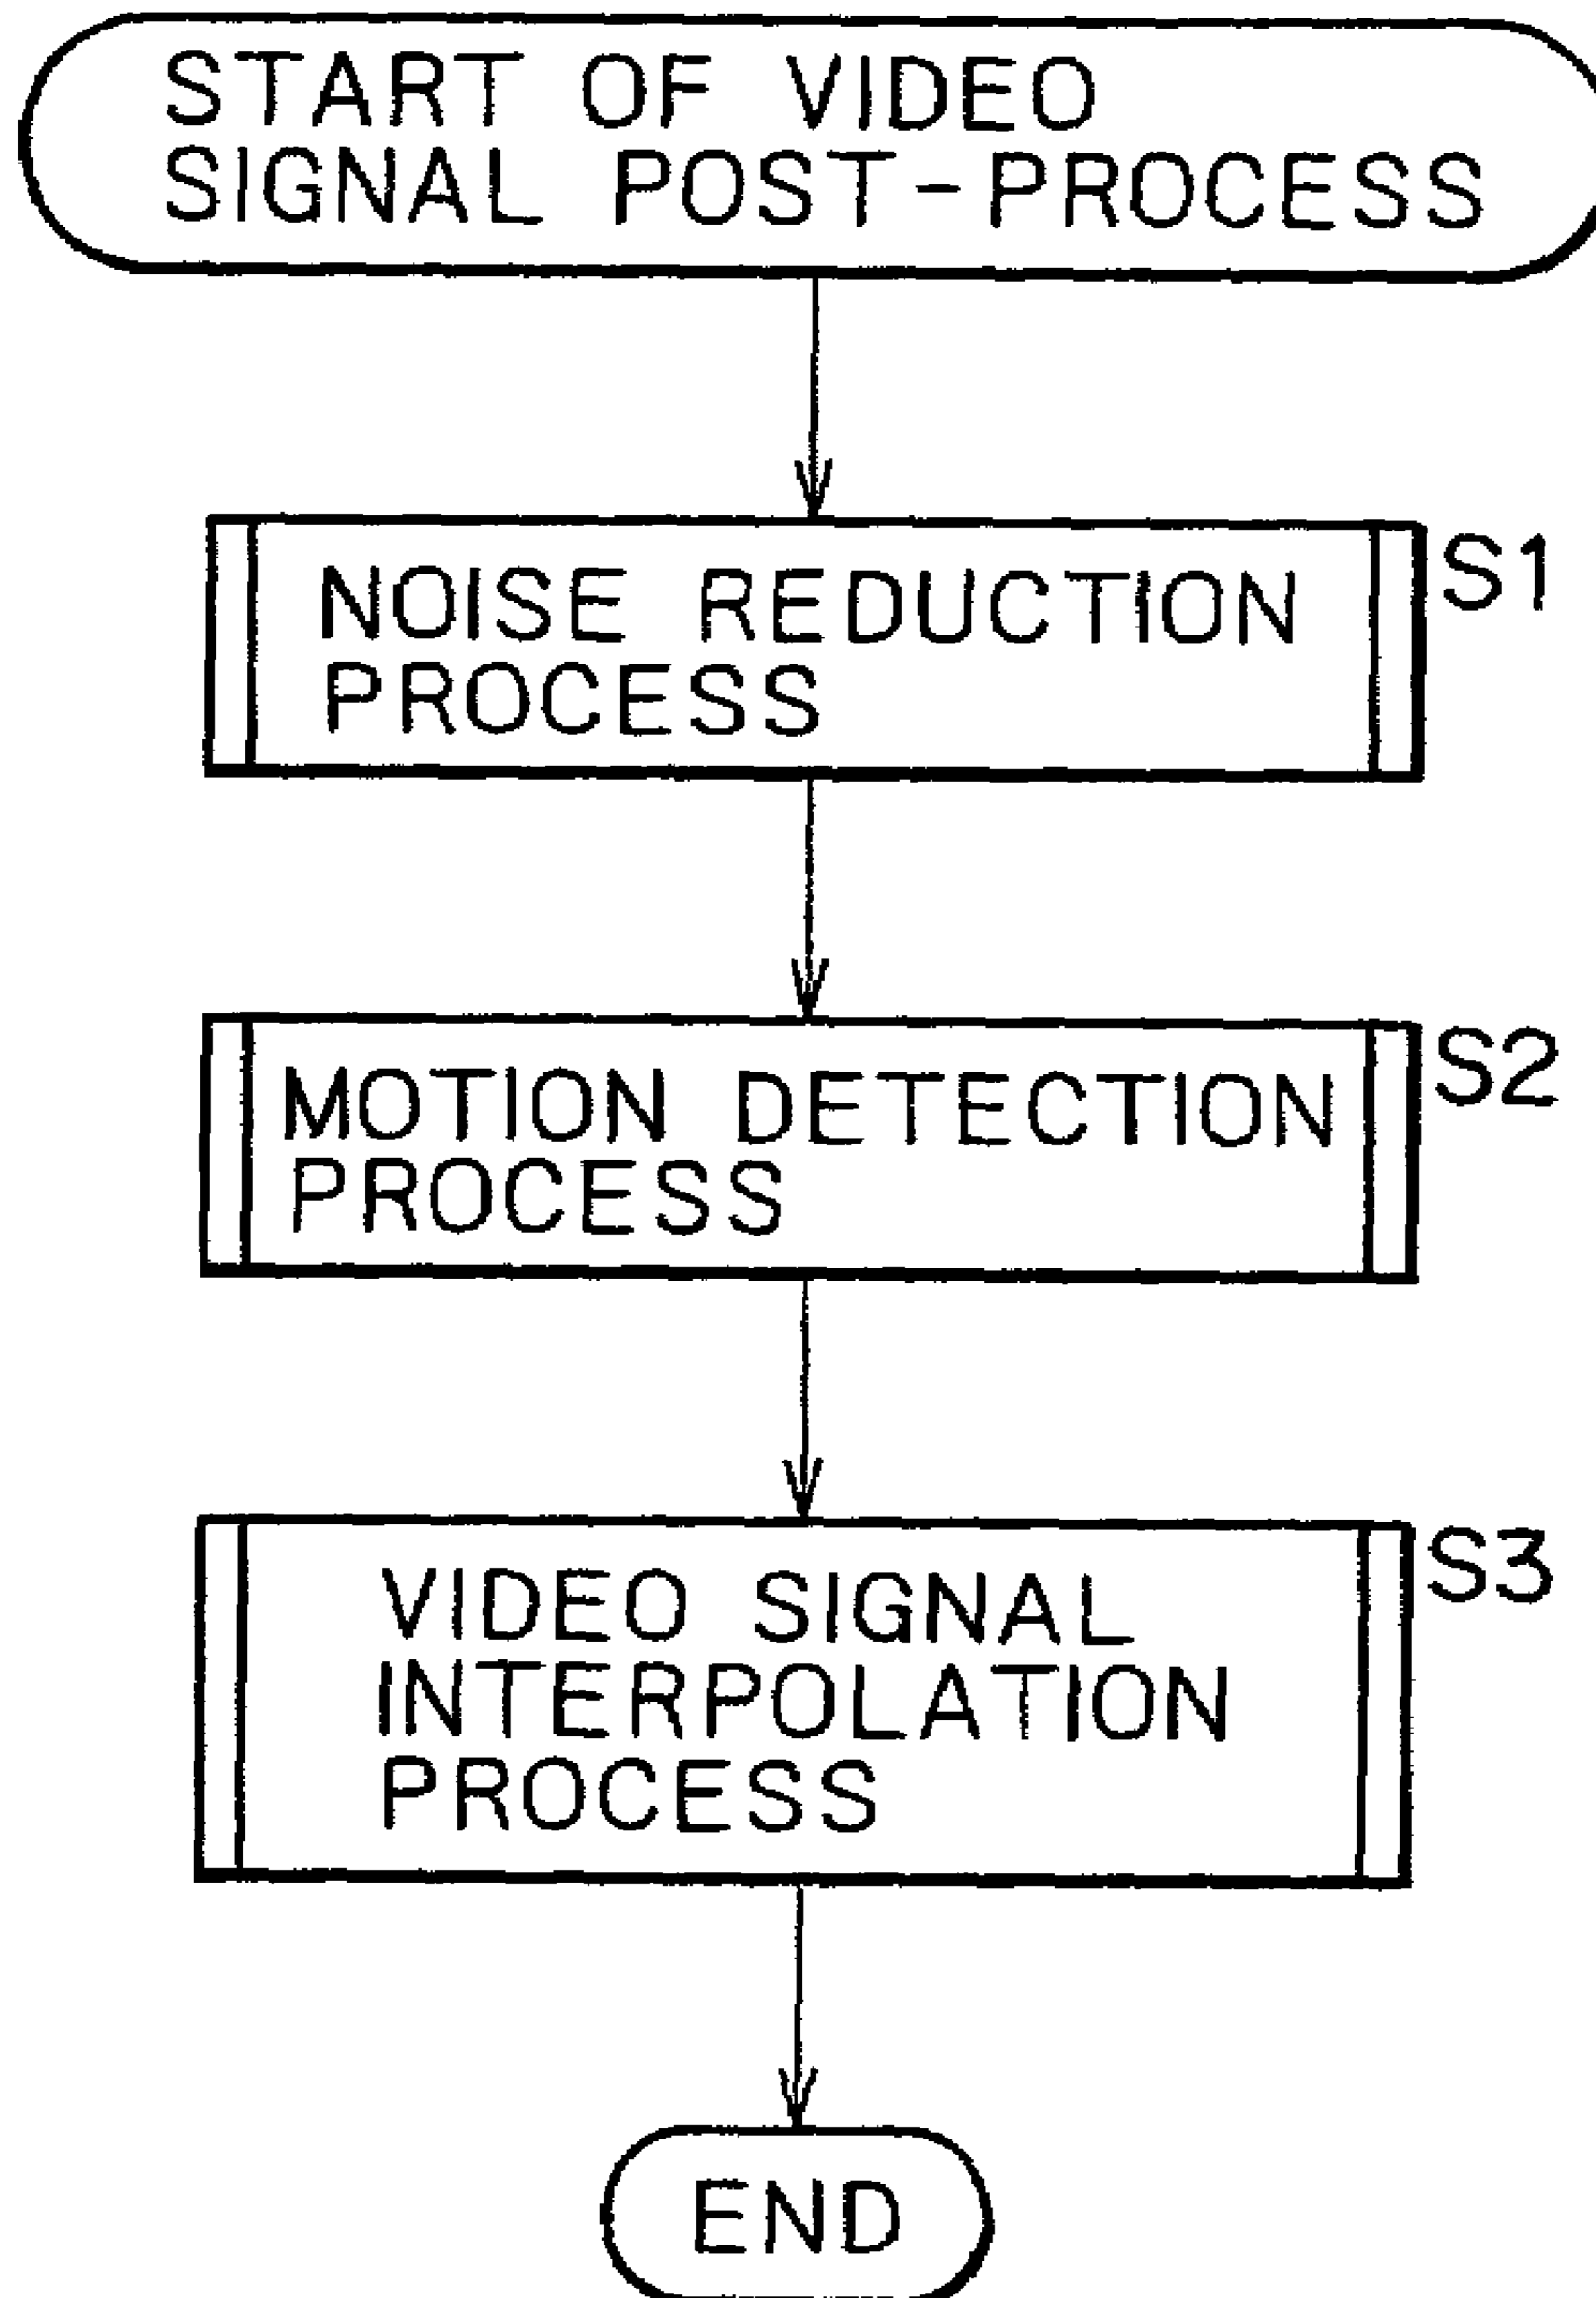 START OF VIDEO
SIGNAL POST-PROCESS
NOISE REDUCTION
PROCESS
S1
MOTION DETECTION
PROCESS
S2
VIDEO SIGNAL
INTERPOLATION
PROCESS
S3
END